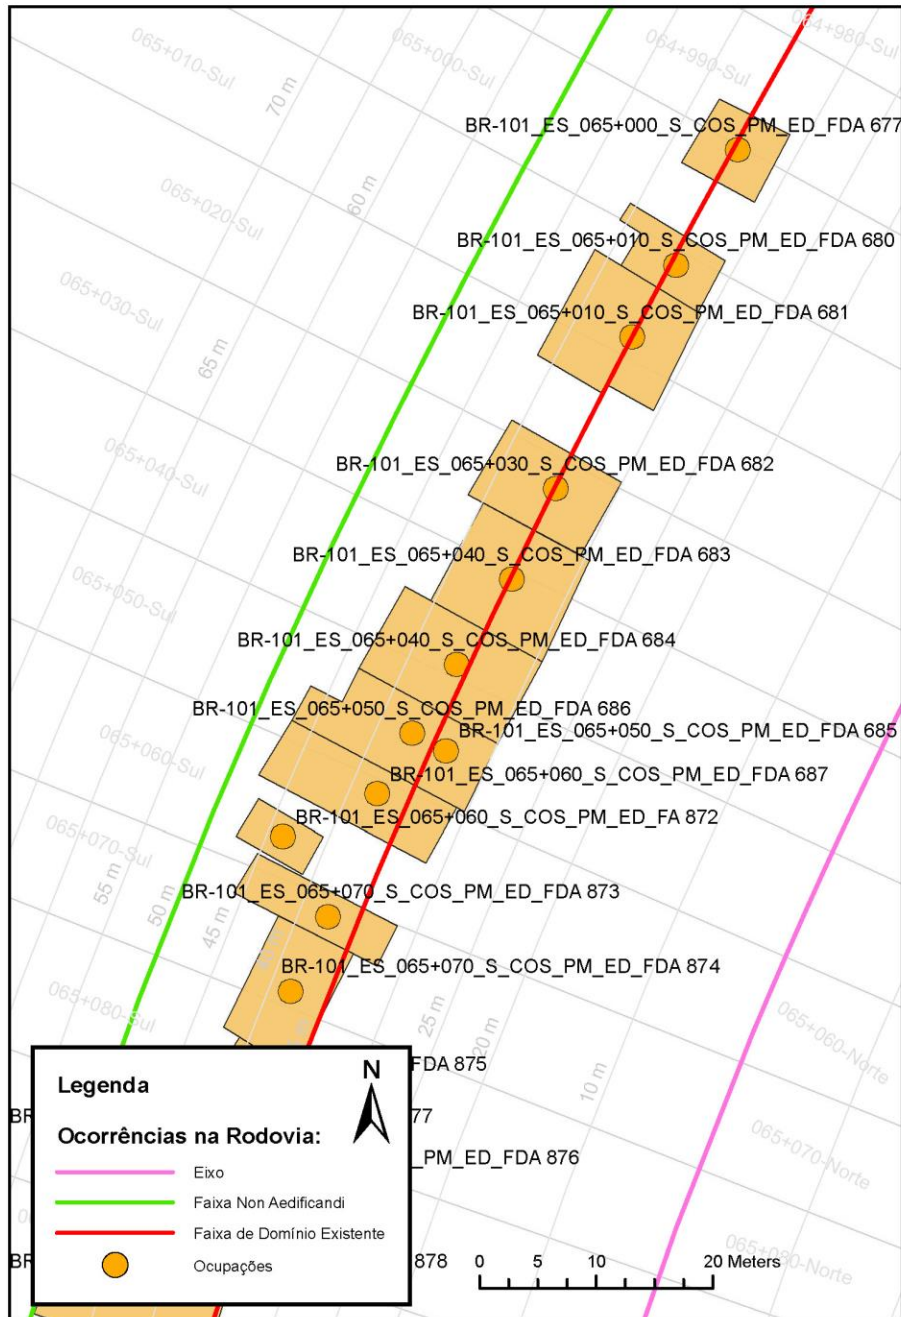 064+980-Sul
065+010-Sul
065+000-Sul
064+990-Sul
70 m
BR-101_ES_065+000_S_COS_PM_ED_FDA 677
60 m
065+020-Sul
BR-101_ES_065+010_S_COS_PM_ED_FDA 680
065+030-Sul
BR-101_ES_065+010_S_COS_PM_ED_FDA 681
65 m
065+040-Sul
BR-101_ES_065+030_S_COS_PM_ED_FDA 682
BR-101_ES_065+040_S_COS_PM_ED_FDA 683
065+050-Sul
BR-101_ES_065+040_S_COS_PM_ED_FDA 684
BR-101_ES_065+050_S_COS_PM_ED_FDA 686
BR-101_ES_065+050_S_COS_PM_ED_FDA 685
065+060-Sul
BR-101_ES_065+060_S_COS_PM_ED_FDA 687
BR-101_ES_065+060_S_COS_PM_ED_FA 872
065+070-Sul
55 m
BR-101_ES_065+070_S_COS_PM_ED_FDA 873
50 m
45 m
BR-101_ES_065+070_S_COS_PM_ED_FDA 874
065+080-Sul
25 m
20 m
065+060-Norte
10 m
FDA 875
BR
77
065+070-Norte
_PM_ED_FDA 876
065+080-Norte
BR
878
Legenda
N
Ocorrências na Rodovia:
Eixo
Faixa Non Aedificandi
Faixa de Domínio Existente
Ocupações
0 5 10 20 Meters